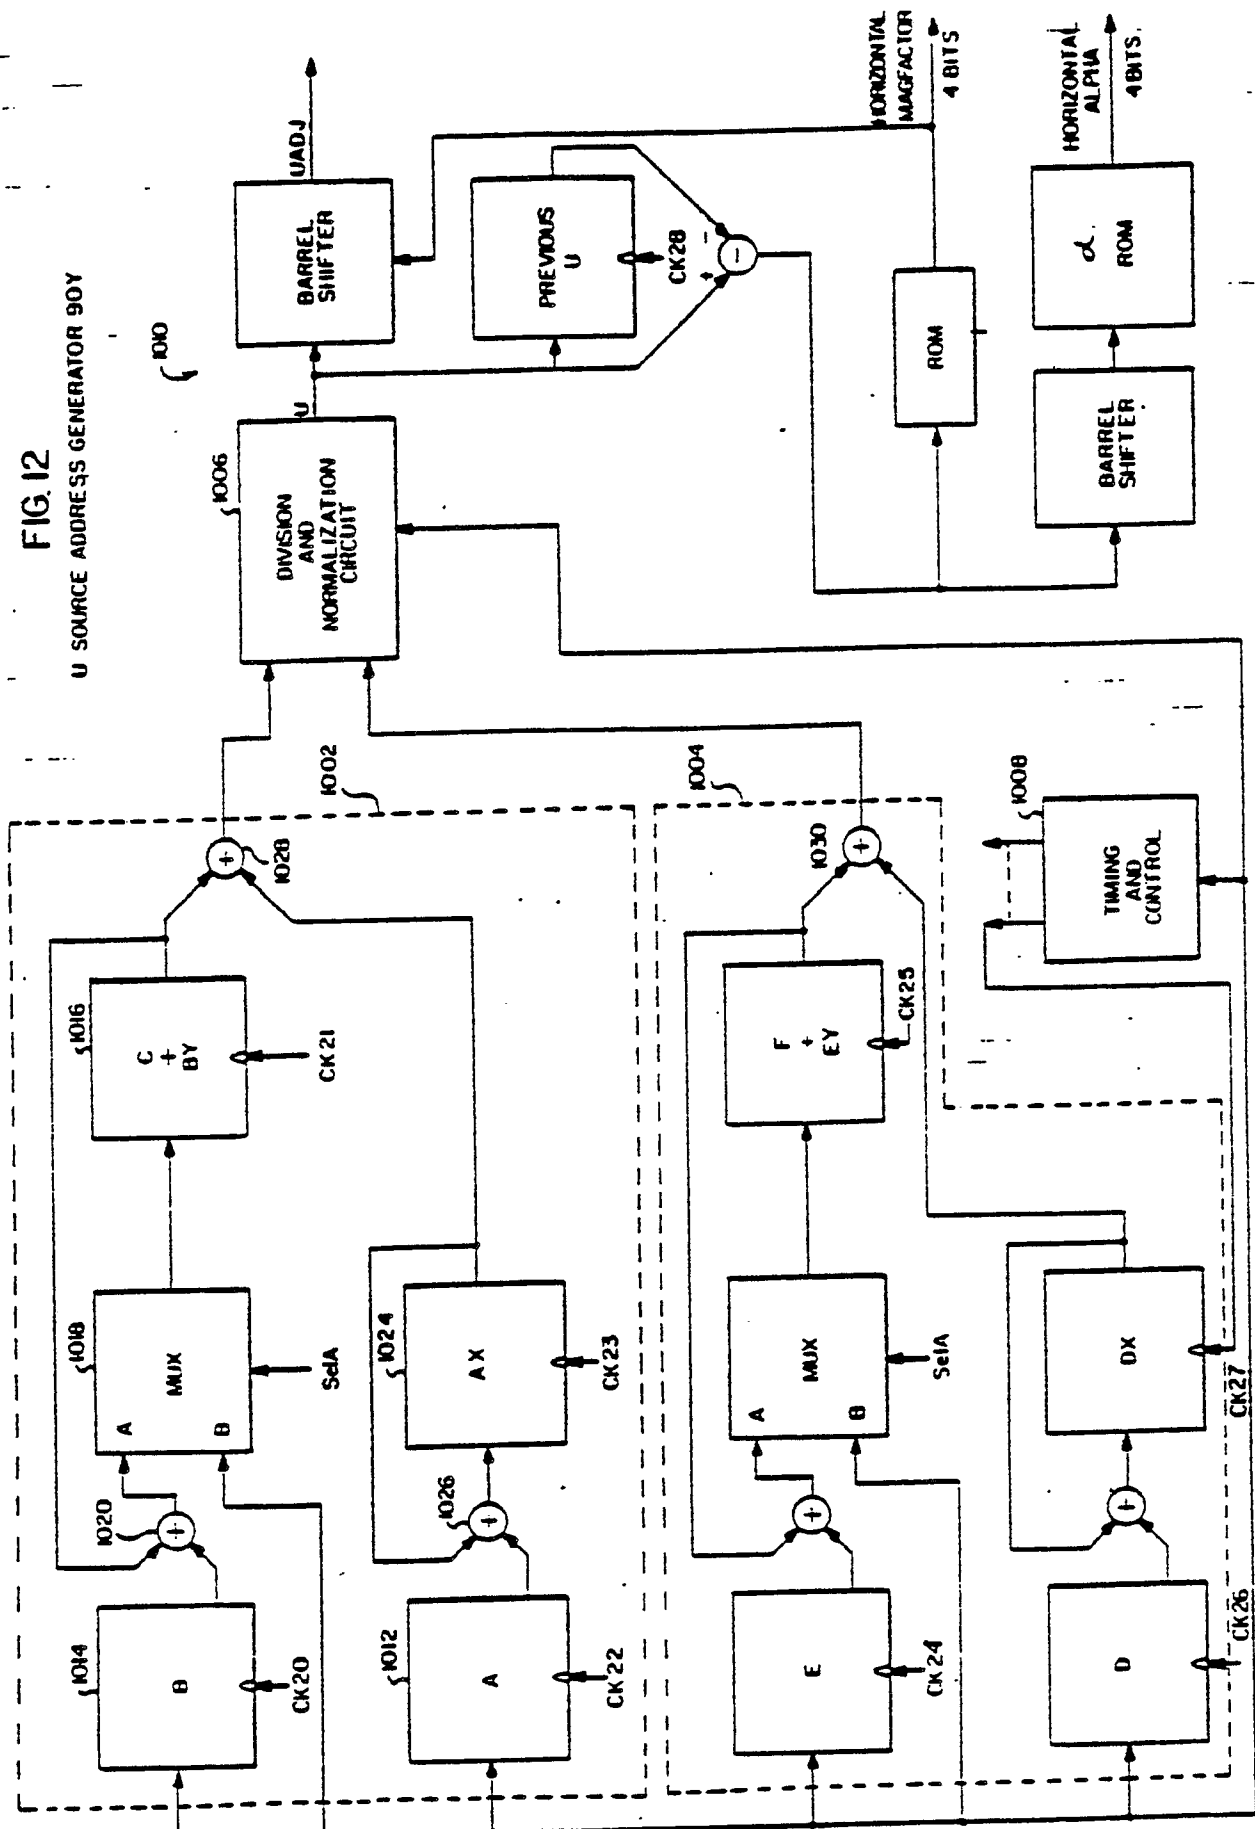 FIG. 12
U SOURCE ADDRESS GENERATOR 90Y
1010
1014
B
CK20
1020
A
B
MUX
1018
SelA
1016
C
+
BY
CK21
+
1028
1002
1012
A
CK22
1026
+
1024
AX
CK23
E
CK24
+
A
B
MUX
SelA
F
+
EY
CK25
1030
+
1004
D
CK26
+
DX
CK27
1008
TIMING
AND
CONTROL
1006
DIVISION
AND
NORMALIZATION
CIRCUIT
U
BARREL
SHIFTER
UADJ
PREVIOUS
U
CK28
+
-
-
ROM
HORIZONTAL
MAGFACTOR
4 BITS
BARREL
SHIFTER
α.
ROM
HORIZONTAL
ALPHA
4 BITS.